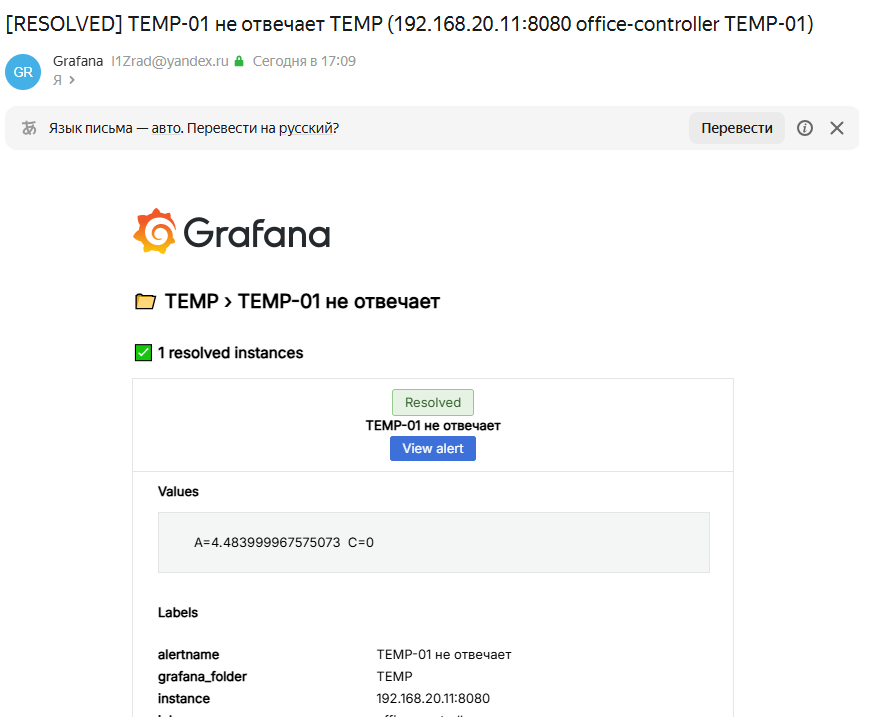 [RESOLVED] TEMP-01 не отвечает TEMP (192.168.20.11:8080 office-controller TEMP-01)
GR
Grafana l1Zrad@yandex.ru Сегодня в 17:09
Я
Язык письма — авто. Перевести на русский?
Перевести
Grafana
TEMP › TEMP-01 не отвечает
1 resolved instances
Resolved
TEMP-01 не отвечает
View alert
Values
A=4.483999967575073 C=0
Labels
alertname TEMP-01 не отвечает
grafana_folder TEMP
instance 192.168.20.11:8080